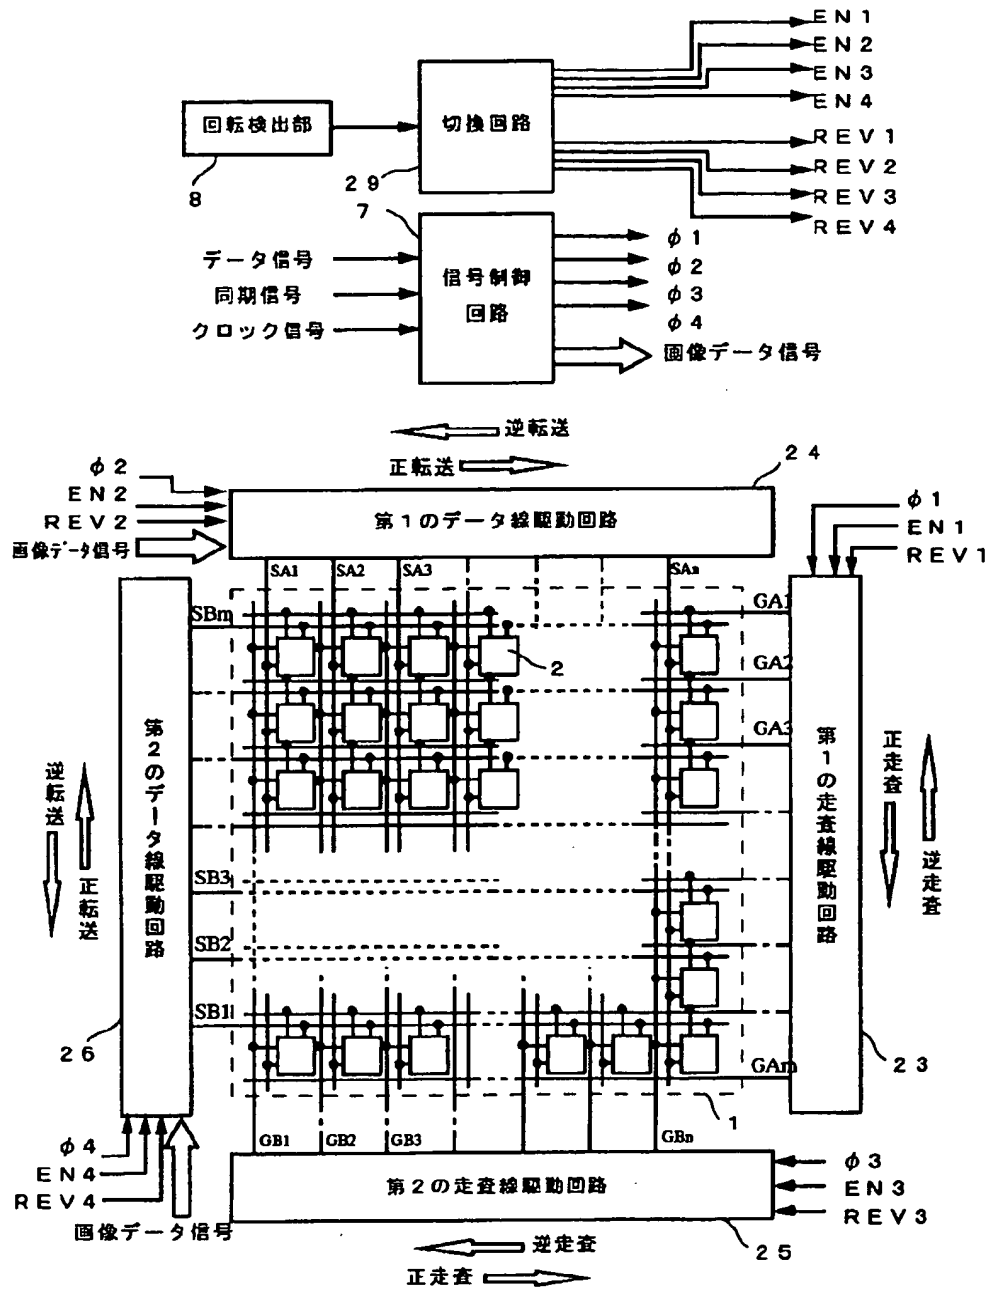 EN1
EN2
EN3
EN4
回転検出部
8
切換回路
29
REV1
REV2
REV3
REV4
7
データ信号
同期信号
クロック信号
信号制御
回路
φ1
φ2
φ3
φ4
画像データ信号
逆転送
正転送
24
φ2
EN2
REV2
画像データ信号
第1のデータ線駆動回路
φ1
EN1
REV1
SA1
SA2
SA3
SAn
SBm
GA1
2
GA2
GA3
第2のデータ線駆動回路
第1の走査線駆動回路
逆転送
正転送
正走査
逆走査
SB3
SB2
SB1
26
23
GAm
1
φ4
EN4
REV4
画像データ信号
GB1
GB2
GB3
GBn
第2の走査線駆動回路
φ3
EN3
REV3
25
逆走査
正走査